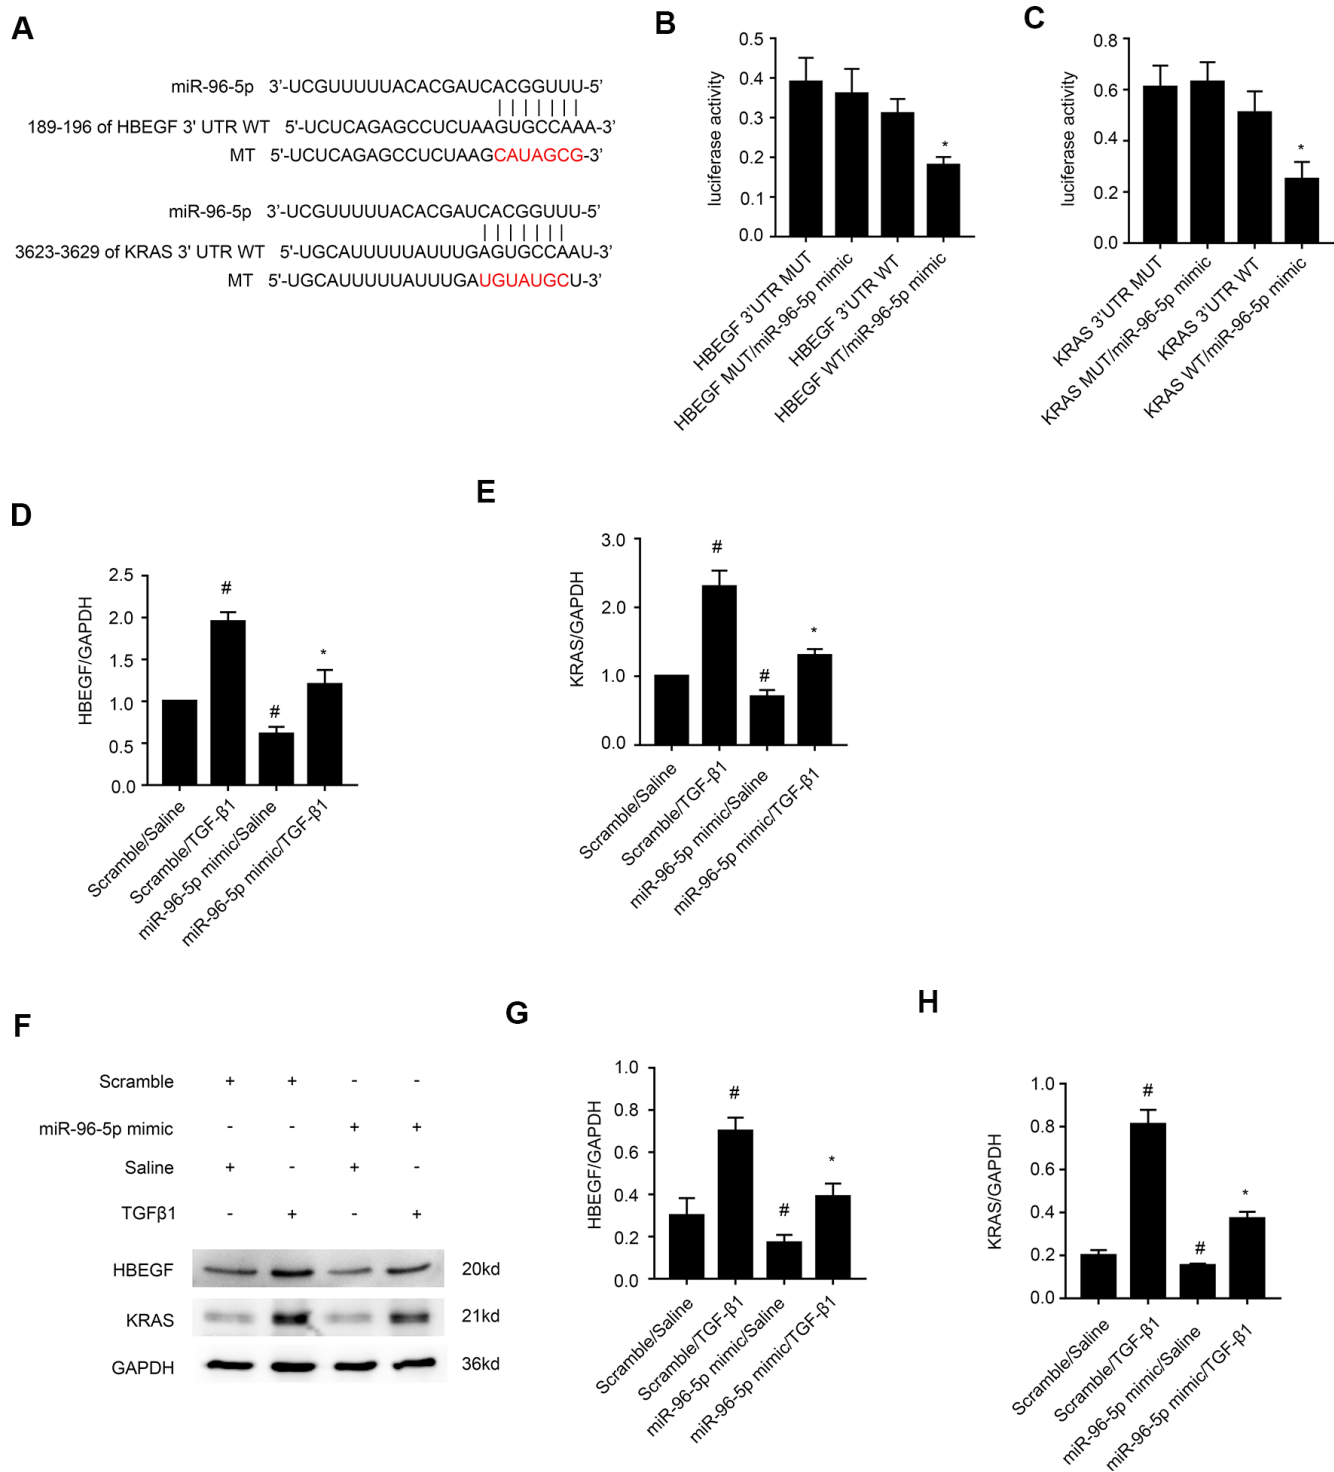 A
miR-96-5p 3'-UCGUUUUUACACGAUCACGGUUU-5'
189-196 of HBEGF 3' UTR WT 5'-UCUCAGAGCCUCUAAGUGCCAAA-3'
MT 5'-UCUCAGAGCCUCUAAGCAUAGCG-3'
miR-96-5p 3'-UCGUUUUUACACGAUCACGGUUU-5'
3623-3629 of KRAS 3' UTR WT 5'-UGCAUUUUUAUUUGAGUGCCAAU-3'
MT 5'-UGCAUUUUUAUUUGAUGUAUGCU-3'
B
luciferase activity
0.5
0.4
0.3
0.2
0.1
0.0
*
HBEGF 3'UTR MUT
HBEGF MUT/miR-96-5p mimic
HBEGF 3'UTR WT
HBEGF WT/miR-96-5p mimic
C
luciferase activity
0.8
0.6
0.4
0.2
0.0
*
KRAS 3'UTR MUT
KRAS MUT/miR-96-5p mimic
KRAS 3'UTR WT
KRAS WT/miR-96-5p mimic
D
HBEGF/GAPDH
2.5
2.0
1.5
1.0
0.5
0.0
#
#
*
Scramble/Saline
Scramble/TGF-β1
miR-96-5p mimic/Saline
miR-96-5p mimic/TGF-β1
E
KRAS/GAPDH
3.0
2.0
1.0
0.0
#
#
*
Scramble/Saline
Scramble/TGF-β1
miR-96-5p mimic/Saline
miR-96-5p mimic/TGF-β1
F
Scramble + + - -
miR-96-5p mimic - - + +
Saline + - + -
TGFβ1 - + - +
HBEGF 20kd
KRAS 21kd
GAPDH 36kd
G
HBEGF/GAPDH
1.0
0.8
0.6
0.4
0.2
0.0
#
#
*
Scramble/Saline
Scramble/TGF-β1
miR-96-5p mimic/Saline
miR-96-5p mimic/TGF-β1
H
KRAS/GAPDH
1.0
0.8
0.6
0.4
0.2
0.0
#
#
*
Scramble/Saline
Scramble/TGF-β1
miR-96-5p mimic/Saline
miR-96-5p mimic/TGF-β1